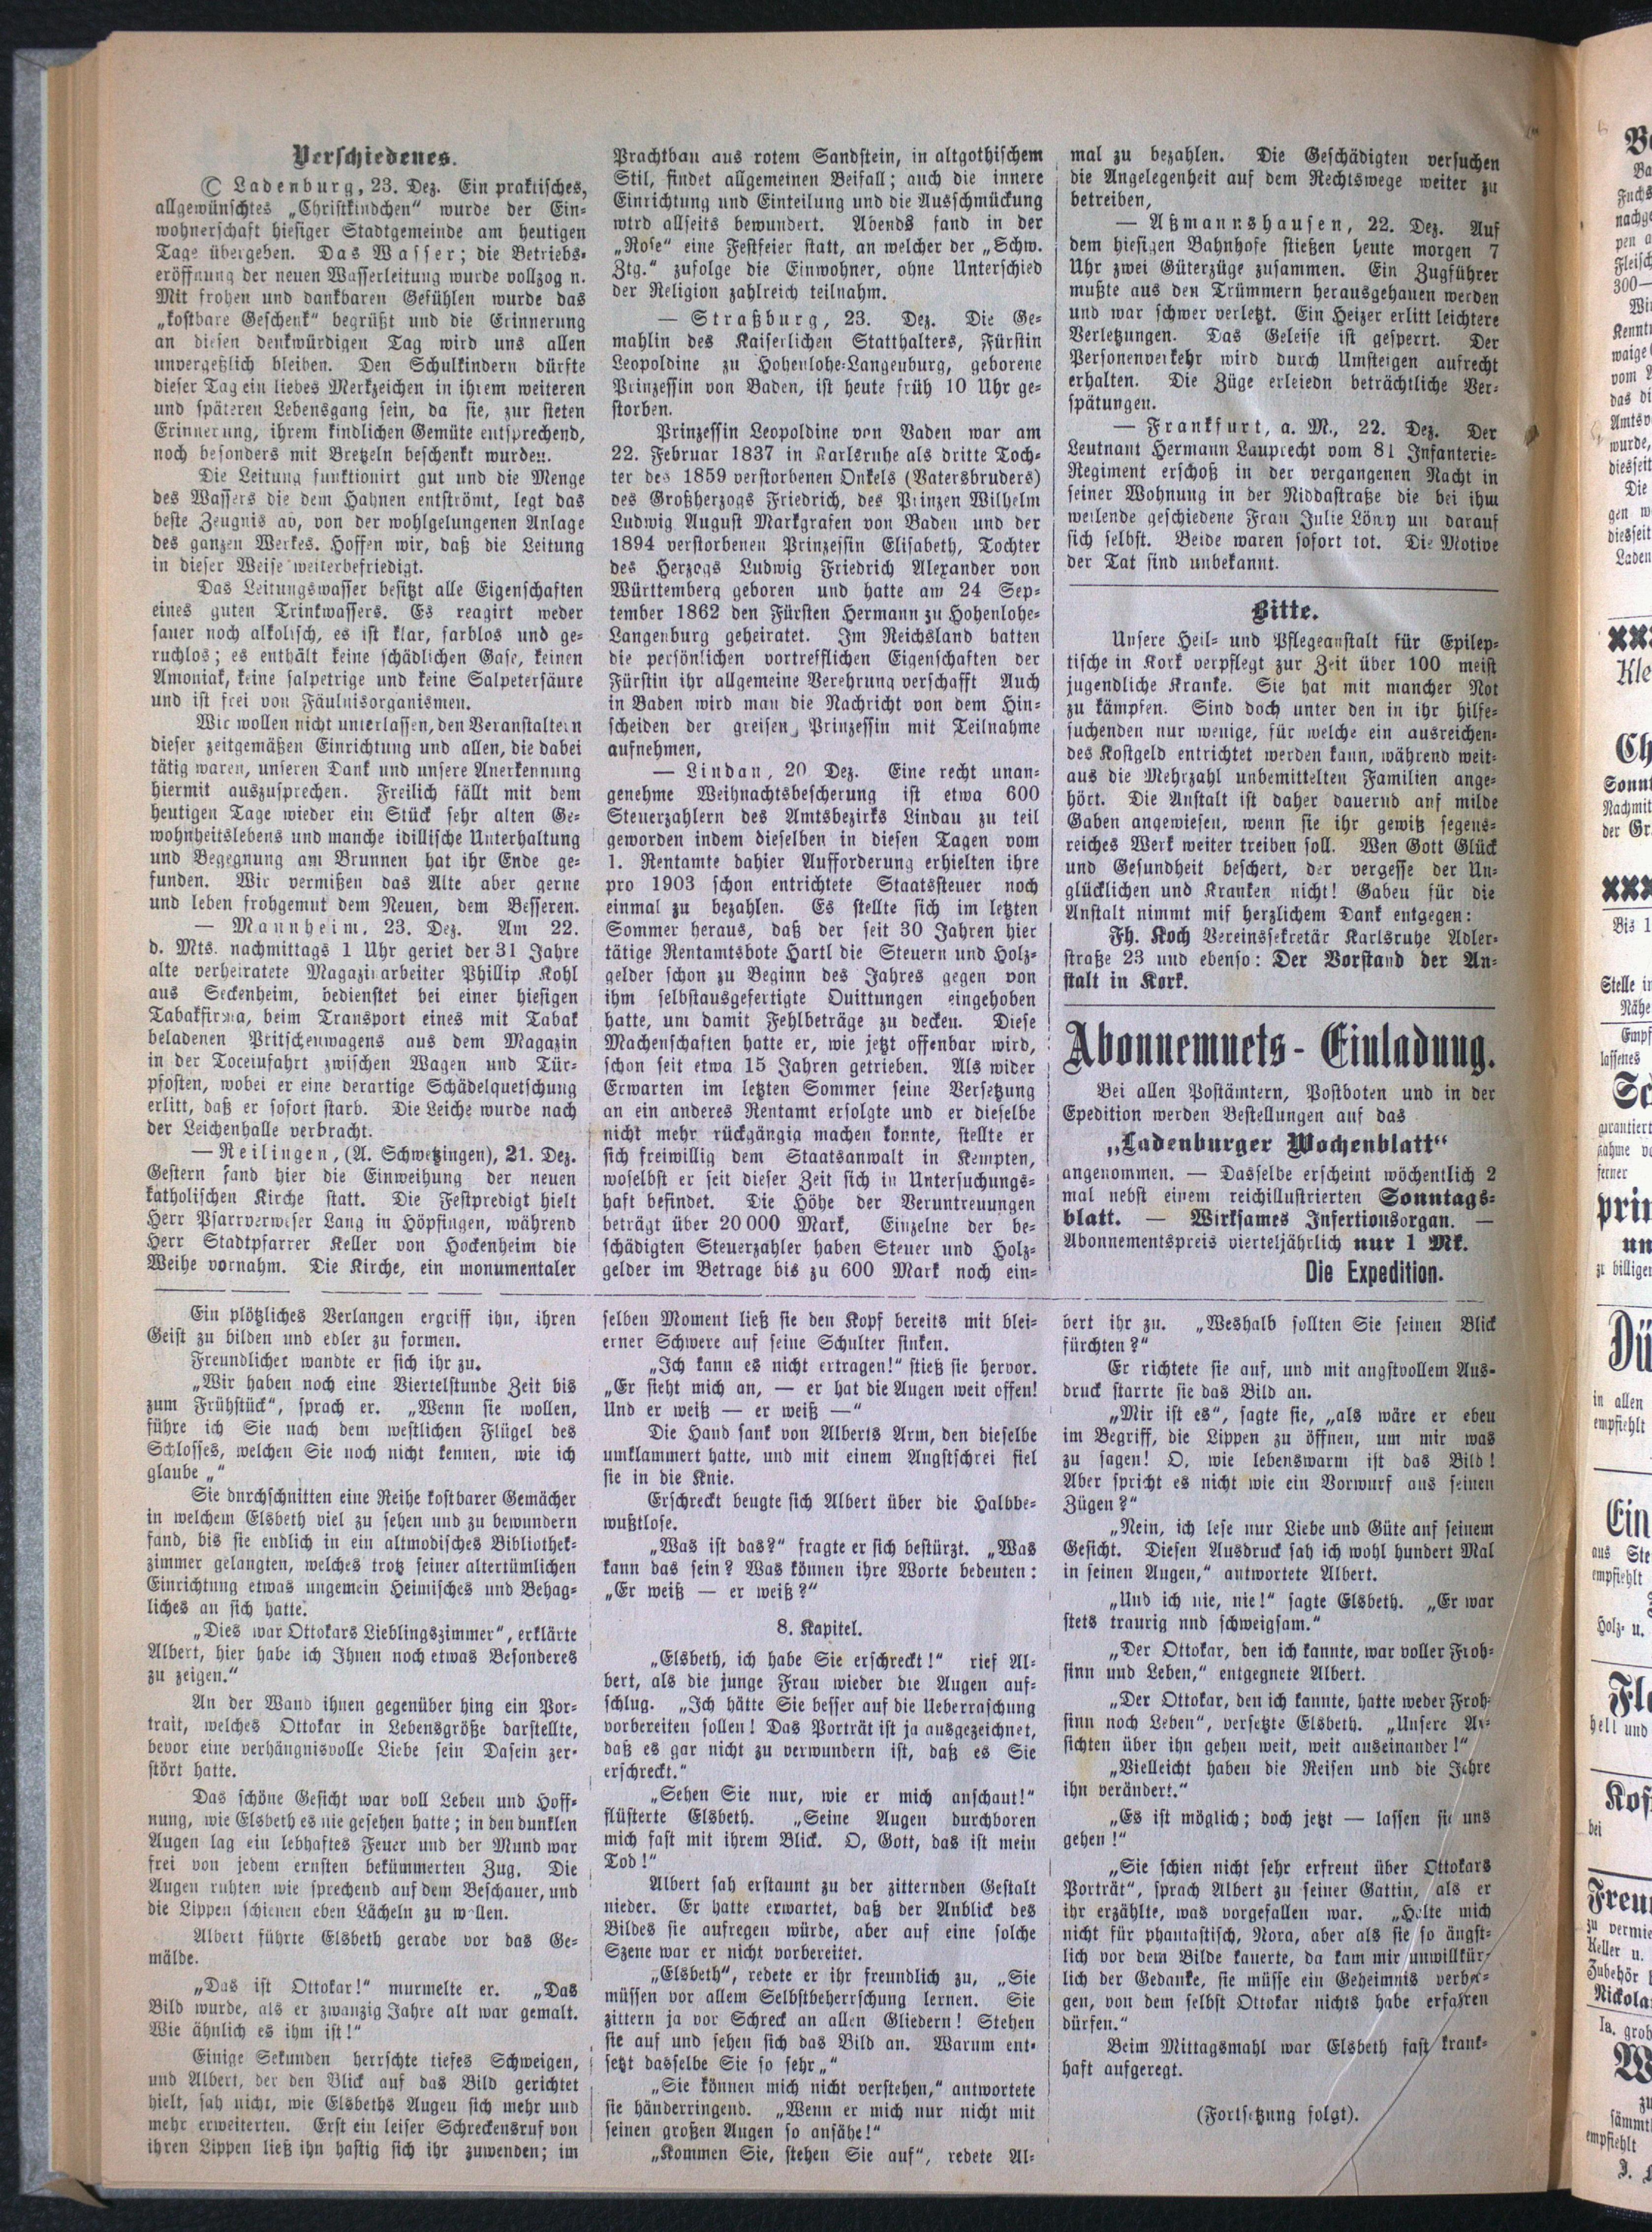 Verschiedenes.
© Ladenburg, 23. Dez. Ein praktisches,
allgewünschtes „Christkindchen“ wurde der Ein-
wohnerschaft hiesiger Stadtgemeinde am heutigen
Tage übergeben. Das Wasser; die Betriebs-
eröffnung der neuen Wasserleitung wurde vollzog n.
Mit frohen und dankbaren Gefühlen wurde das
„kostbare Geschenk“ begrüßt und die Erinnerung
an diesen denkwürdigen Tag wird uns allen
unvergeßlich bleiben. Den Schulkindern dürfte
dieser Tag ein liebes Merkzeichen in ihrem weiteren
und späteren Lebensgang sein, da sie, zur steten
Erinnerung, ihrem kindlichen Gemüte entsprechend,
noch besonders mit Bretzeln beschenkt wurden.
Die Leitung funktionirt gut und die Menge
des Wassers die dem Hahnen entströmt, legt das
beste Zeugnis ab, von der wohlgelungenen Anlage
des ganzen Werkes. Hoffen wir, daß die Leitung
in dieser Weise weiterbefriedigt.
Das Leitungswasser besitzt alle Eigenschaften
eines guten Trinkwassers. Es reagirt weder
sauer noch alkolisch, es ist klar, farblos und ge-
ruchlos; es enthält keine schädlichen Gase, keinen
Amoniak, keine salpetrige und keine Salpetersäure
und ist frei von Fäulnisorganismen.
Wir wollen nicht unterlassen, den Veranstaltern
dieser zeitgemäßen Einrichtung und allen, die dabei
tätig waren, unseren Dank und unsere Anerkennung
hiermit auszusprechen. Freilich fällt mit dem
heutigen Tage wieder ein Stück sehr alten Ge-
wohnheitslebens und manche idillische Unterhaltung
und Begegnung am Brunnen hat ihr Ende ge-
funden. Wir vermißen das Alte aber gerne
und leben frohgemut dem Neuen, dem Besseren.
— Mannheim, 23. Dez. Am 22.
d. Mts. nachmittags 1 Uhr geriet der 31 Jahre
alte verheiratete Magazinarbeiter Phillip Kohl
aus Seckenheim, bedienstet bei einer hiesigen
Tabakfirma, beim Transport eines mit Tabak
beladenen Pritschenwagens aus dem Magazin
in der Toreinfahrt zwischen Wagen und Tür-
pfosten, wobei er eine derartige Schädelquetschung
erlitt, daß er sofort starb. Die Leiche wurde nach
der Leichenhalle verbracht.
— Reilingen, (A. Schwetzingen), 21. Dez.
Gestern fand hier die Einweihung der neuen
katholischen Kirche statt. Die Festpredigt hielt
Herr Pfarrverweser Lang in Höpfingen, während
Herr Stadtpfarrer Keller von Hockenheim die
Weihe vornahm. Die Kirche, ein monumentaler
Prachtbau aus rotem Sandstein, in altgothischem
Stil, findet allgemeinen Beifall; auch die innere
Einrichtung und Einteilung und die Ausschmückung
wird allseits bewundert. Abends fand in der
„Rose“ eine Festfeier statt, an welcher der „Schw.
Ztg.“ zufolge die Einwohner, ohne Unterschied
der Religion zahlreich teilnahm.
— Straßburg, 23. Dez. Die Ge-
mahlin des Kaiserlichen Statthalters, Fürstin
Leopoldine zu Hohenlohe-Langenburg, geborene
Prinzessin von Baden, ist heute früh 10 Uhr ge-
storben.
Prinzessin Leopoldine von Baden war am
22. Februar 1837 in Karlsruhe als dritte Toch-
ter des 1859 verstorbenen Onkels (Vatersbruders)
des Großherzogs Friedrich, des Prinzen Wilhelm
Ludwig August Markgrafen von Baden und der
1894 verstorbenen Prinzessin Elisabeth, Tochter
des Herzogs Ludwig Friedrich Alexander von
Württemberg geboren und hatte am 24 Sep-
tember 1862 den Fürsten Hermann zu Hohenlohe-
Langenburg geheiratet. Im Reichsland hatten
die persönlichen vortrefflichen Eigenschaften der
Fürstin ihr allgemeine Verehrung verschafft Auch
in Baden wird man die Nachricht von dem Hin-
scheiden der greisen Prinzessin mit Teilnahme
aufnehmen,
— Lindau, 20 Dez. Eine recht unan-
genehme Weihnachtsbescherung ist etwa 600
Steuerzahlern des Amtsbezirks Lindau zu teil
geworden indem dieselben in diesen Tagen vom
1. Rentamte dahier Aufforderung erhielten ihre
pro 1903 schon entrichtete Staatssteuer noch
einmal zu bezahlen. Es stellte sich im letzten
Sommer heraus, daß der seit 30 Jahren hier
tätige Rentamtsbote Hartl die Steuern und Holz-
gelder schon zu Beginn des Jahres gegen von
ihm selbstausgefertigte Quittungen eingehoben
hatte, um damit Fehlbeträge zu decken. Diese
Machenschaften hatte er, wie jetzt offenbar wird,
schon seit etwa 15 Jahren getrieben. Als wider
Erwarten im letzten Sommer seine Versetzung
an ein anderes Rentamt erfolgte und er dieselbe
nicht mehr rückgängig machen konnte, stellte er
sich freiwillig dem Staatsanwalt in Kempten,
woselbst er seit dieser Zeit sich in Untersuchungs-
haft befindet. Die Höhe der Veruntreuungen
beträgt über 20 000 Mark, Einzelne der be-
schädigten Steuerzahler haben Steuer und Holz-
gelder im Betrage bis zu 600 Mark noch ein-
mal zu bezahlen. Die Geschädigten versuchen
die Angelegenheit auf dem Rechtswege weiter zu
betreiben,
— Aßmannshausen, 22. Dez. Auf
dem hiesigen Bahnhofe stießen heute morgen 7
Uhr zwei Güterzüge zusammen. Ein Zugführer
mußte aus den Trümmern herausgehauen werden
und war schwer verletzt. Ein Heizer erlitt leichtere
Verletzungen. Das Geleise ist gesperrt. Der
Personenverkehr wird durch Umsteigen aufrecht
erhalten. Die Züge erleiedn beträchtliche Ver-
spätungen.
— Frankfurt, a. M., 22. Dez. Der
Leutnant Hermann Lauprecht vom 81 Infanterie-
Regiment erschoß in der vergangenen Nacht in
seiner Wohnung in der Niddastraße die bei ihm
weilende geschiedene Frau Julie Löwy un darauf
sich selbst. Beide waren sofort tot. Die Motive
der Tat sind unbekannt.
Bitte.
Unsere Heil- und Pflegeanstalt für Epilep-
tische in Kork verpflegt zur Zeit über 100 meist
jugendliche Kranke. Sie hat mit mancher Not
zu kämpfen. Sind doch unter den in ihr hilfe-
suchenden nur wenige, für welche ein ausreichen-
des Kostgeld entrichtet werden kann, während weit-
aus die Mehrzahl unbemittelten Familien ange-
hört. Die Anstalt ist daher dauernd auf milde
Gaben angewiesen, wenn sie ihr gewiß segens-
reiches Werk weiter treiben soll. Wen Gott Glück
und Gesundheit beschert, der vergesse der Un-
glücklichen und Kranken nicht! Gaben für die
Anstalt nimmt mif herzlichem Dank entgegen:
Fh. Koch Vereinssekretär Karlsruhe Adler-
straße 23 und ebenso: Der Vorstand der An-
stalt in Kork.
Abonnemnets-Einladung.
Bei allen Postämtern, Postboten und in der
Epedition werden Bestellungen auf das
„Ladenburger Wochenblatt“
angenommen. — Dasselbe erscheint wöchentlich 2
mal nebst einem reichillustrierten Sonntags-
blatt. — Wirksames Insertionsorgan. —
Abonnementspreis vierteljährlich nur 1 Mk.
Die Expedition.
Ein plötzliches Verlangen ergriff ihn, ihren
Geist zu bilden und edler zu formen.
Freundlicher wandte er sich ihr zu.
„Wir haben noch eine Viertelstunde Zeit bis
zum Frühstück“, sprach er. „Wenn sie wollen,
führe ich Sie nach dem westlichen Flügel des
Schlosses, welchen Sie noch nicht kennen, wie ich
glaube „“
Sie durchschnitten eine Reihe kostbarer Gemächer
in welchem Elsbeth viel zu sehen und zu bewundern
fand, bis sie endlich in ein altmodisches Bibliothek-
zimmer gelangten, welches trotz seiner altertümlichen
Einrichtung etwas ungemein Heimisches und Behag-
liches an sich hatte.
„Dies war Ottokars Lieblingszimmer“, erklärte
Albert, hier habe ich Ihnen noch etwas Besonderes
zu zeigen.“
An der Wand ihnen gegenüber hing ein Por-
trait, welches Ottokar in Lebensgröße darstellte,
bevor eine verhängnisvolle Liebe sein Dasein zer-
stört hatte.
Das schöne Gesicht war voll Leben und Hoff-
nung, wie Elsbeth es nie gesehen hatte; in den dunklen
Augen lag ein lebhaftes Feuer und der Mund war
frei von jedem ernsten bekümmerten Zug. Die
Augen ruhten wie sprechend auf dem Beschauer, und
die Lippen schienen eben Lächeln zu w llen.
Albert führte Elsbeth gerade vor das Ge-
mälde.
„Das ist Ottokar!“ murmelte er. „Das
Bild wurde, als er zwanzig Jahre alt war gemalt.
Wie ähnlich es ihm ist!“
Einige Sekunden herrschte tiefes Schweigen,
und Albert, der den Blick auf das Bild gerichtet
hielt, sah nicht, wie Elsbeths Augen sich mehr und
mehr erweiterten. Erst ein leiser Schreckensruf von
ihren Lippen ließ ihn hastig sich ihr zuwenden; im
selben Moment ließ sie den Kopf bereits mit blei-
erner Schwere auf seine Schulter sinken.
„Ich kann es nicht ertragen!“ stieß sie hervor.
„Er sieht mich an, — er hat die Augen weit offen!
Und er weiß — er weiß —“
Die Hand sank von Alberts Arm, den dieselbe
umklammert hatte, und mit einem Angstschrei fiel
sie in die Knie.
Erschreckt beugte sich Albert über die Halbbe-
wußtlose.
„Was ist das?“ fragte er sich bestürzt. „Was
kann das sein? Was können ihre Worte bedeuten:
„Er weiß — er weiß?“
8. Kapitel.
„Elsbeth, ich habe Sie erschreckt!“ rief Al-
bert, als die junge Frau wieder die Augen auf-
schlug. „Ich hätte Sie besser auf die Ueberraschung
vorbereiten sollen! Das Porträt ist ja ausgezeichnet,
daß es gar nicht zu verwundern ist, daß es Sie
erschreckt.“
„Sehen Sie nur, wie er mich anschaut!“
flüsterte Elsbeth. „Seine Augen durchboren
mich fast mit ihrem Blick. O, Gott, das ist mein
Tod!“
Albert sah erstaunt zu der zitternden Gestalt
nieder. Er hatte erwartet, daß der Anblick des
Bildes sie aufregen würde, aber auf eine solche
Szene war er nicht vorbereitet.
„Elsbeth“, redete er ihr freundlich zu, „Sie
müssen vor allem Selbstbeherrschung lernen. Sie
zittern ja vor Schreck an allen Gliedern! Stehen
sie auf und sehen sich das Bild an. Warum ent-
setzt dasselbe Sie so sehr„“
„Sie können mich nicht verstehen,“ antwortete
sie händerringend. „Wenn er mich nur nicht mit
seinen großen Augen so ansähe!“
„Kommen Sie, stehen Sie auf“, redete Al-
bert ihr zu. „Weshalb sollten Sie seinen Blick
fürchten?“
Er richtete sie auf, und mit angstvollem Aus-
druck starrte sie das Bild an.
„Mir ist es“, sagte sie, „als wäre er eben
im Begriff, die Lippen zu öffnen, um mir was
zu sagen! O, wie lebenswarm ist das Bild!
Aber spricht es nicht wie ein Vorwurf aus seinen
Zügen?“
„Nein, ich lese nur Liebe und Güte auf seinem
Gesicht. Diesen Ausdruck sah ich wohl hundert Mal
in seinen Augen,“ antwortete Albert.
„Und ich nie, nie!“ sagte Elsbeth. „Er war
stets traurig nnd schweigsam.“
„Der Ottokar, den ich kannte, war voller Froh-
sinn und Leben,“ entgegnete Albert.
„Der Ottokar, den ich kannte, hatte weder Froh-
sinn noch Leben“, versetzte Elsbeth. „Unsere An-
sichten über ihn gehen weit, weit auseinander!“
„Vielleicht haben die Reisen und die Jahre
ihn verändert.“
„Es ist möglich; doch jetzt — lassen sie uns
gehen!“
„Sie schien nicht sehr erfreut über Ottokars
Porträt“, sprach Albert zu seiner Gattin, als er
ihr erzählte, was vorgefallen war. „Halte mich
nicht für phantastisch, Nora, aber als sie so ängst-
lich vor dem Bilde kauerte, da kam mir unwillkür-
lich der Gedanke, sie müsse ein Geheimnis verber-
gen, von dem selbst Ottokar nichts habe erfahren
dürfen.“
Beim Mittagsmahl war Elsbeth fast krank-
haft aufgeregt.
(Fortsetzung folgt).